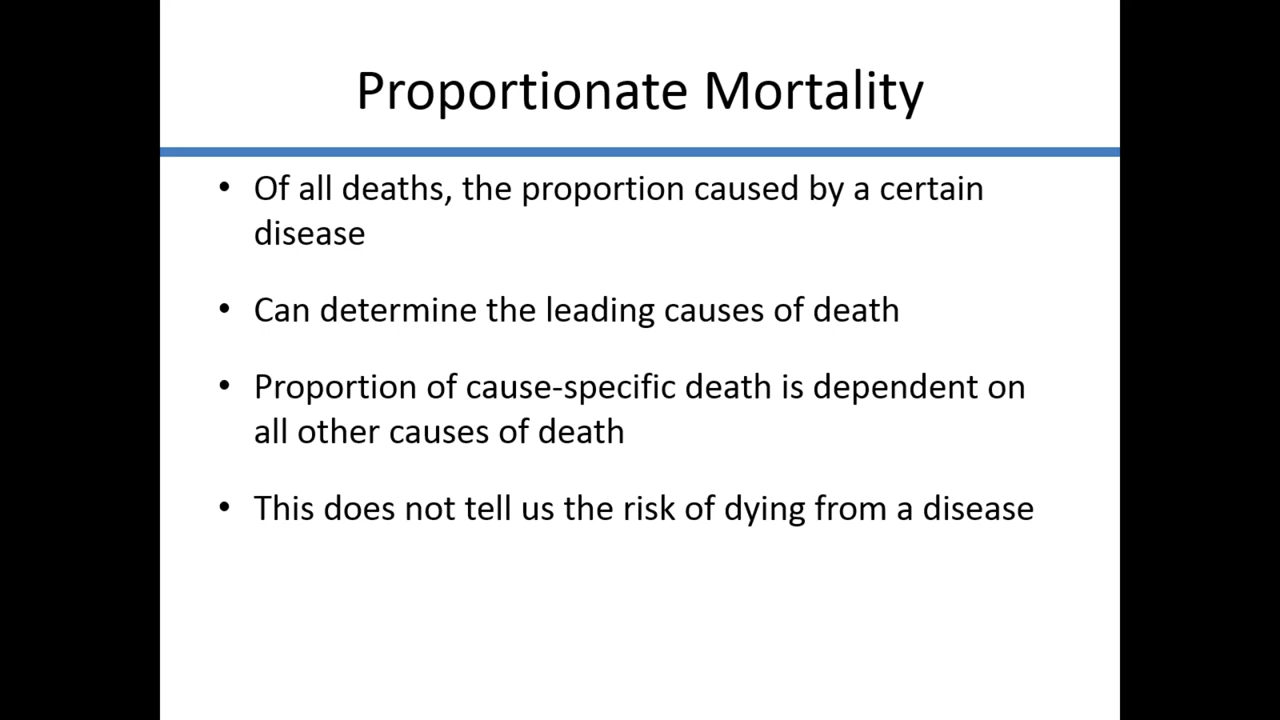 Proportionate Mortality
• Of all deaths, the proportion caused by a certain
disease
• Can determine the leading causes of death
• Proportion of cause-specific death is dependent on
all other causes of death
• This does not tell us the risk of dying from a disease